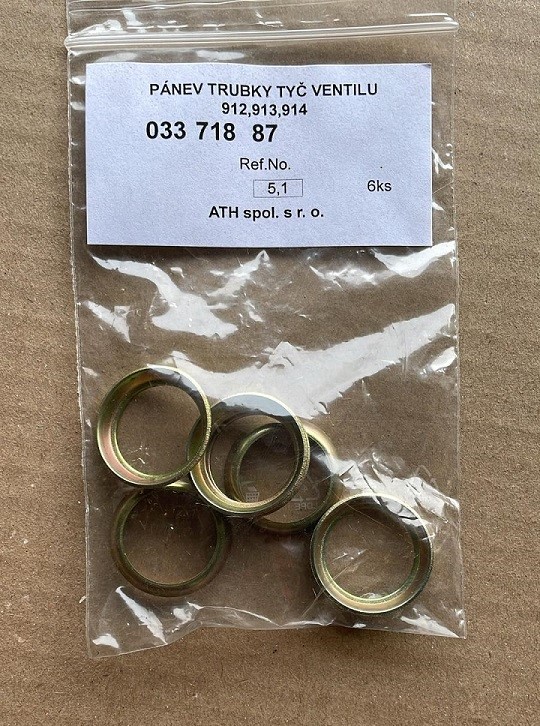 PÁNEV TRUBKY TYČ VENTILU
912,913,914
033 718 87
Ref.No.
5,1
6ks
ATH spol. s r. o.